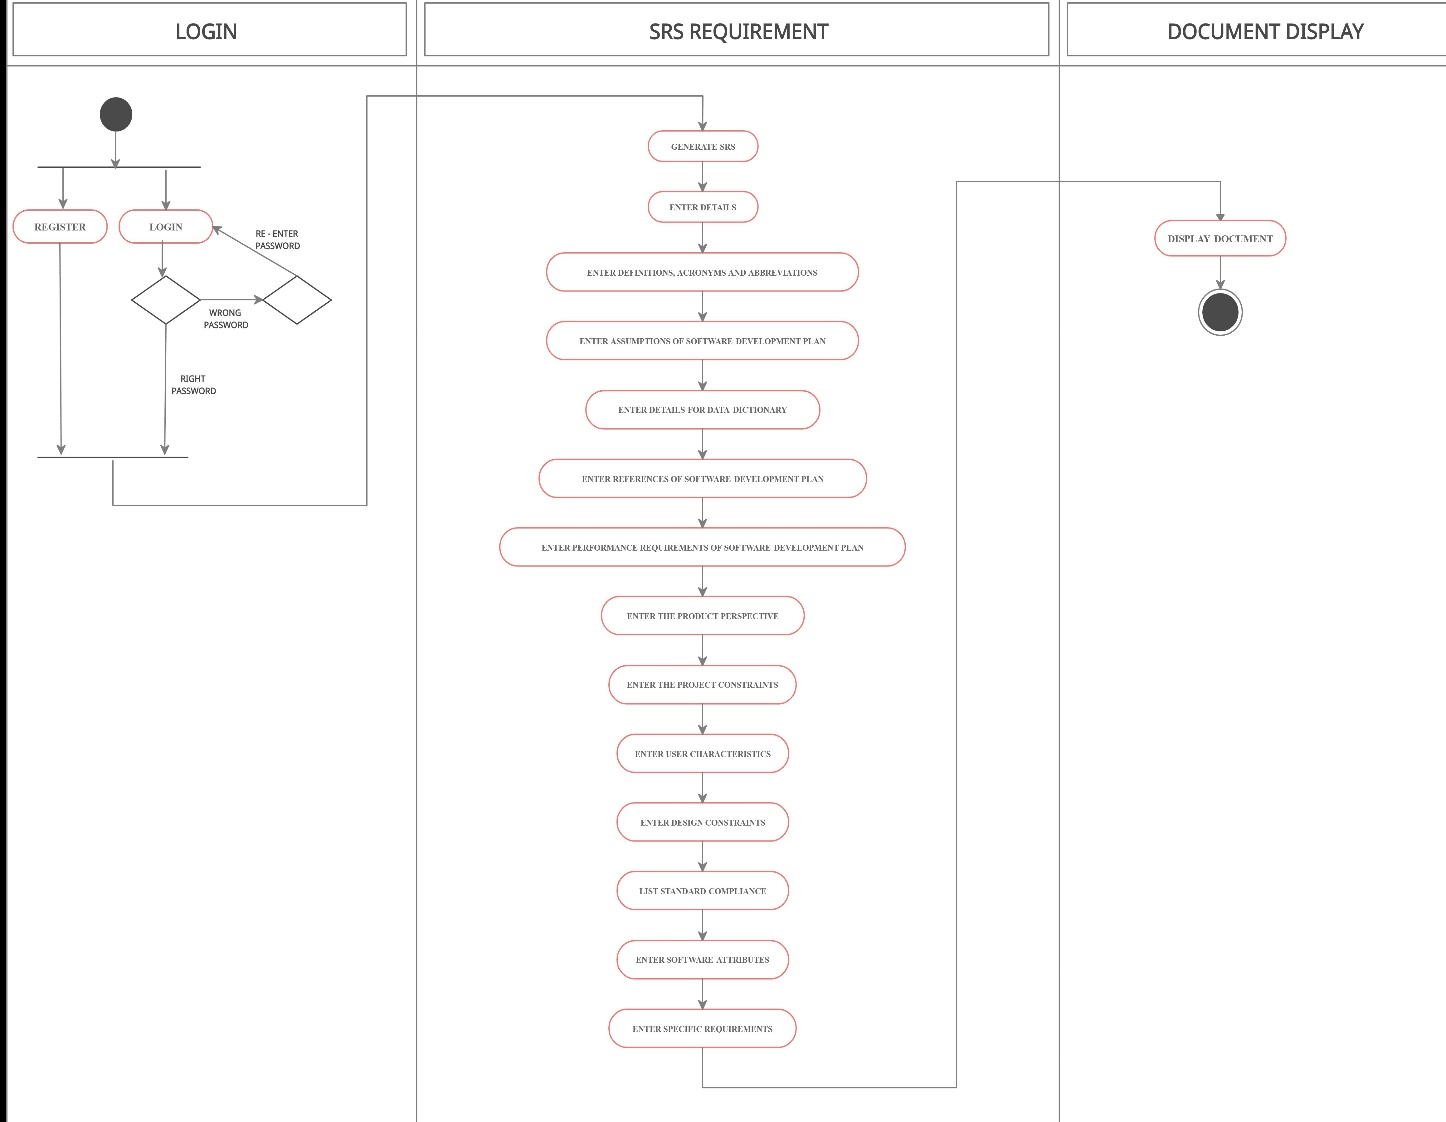 LOGIN
SRS REQUIREMENT
DOCUMENT DISPLAY
REGISTER
LOGIN
RE - ENTER
PASSWORD
WRONG
PASSWORD
RIGHT
PASSWORD
GENERATE SRS
ENTER DETAILS
ENTER DEFINITIONS, ACRONYMS AND ABBREVIATIONS
ENTER ASSUMPTIONS OF SOFTWARE DEVELOPMENT PLAN
ENTER DETAILS FOR DATA DICTIONARY
ENTER REFERENCES OF SOFTWARE DEVELOPMENT PLAN
ENTER PERFORMANCE REQUIREMENTS OF SOFTWARE DEVELOPMENT PLAN
ENTER THE PRODUCT PERSPECTIVE
ENTER THE PROJECT CONSTRAINTS
ENTER USER CHARACTERISTICS
ENTER DESIGN CONSTRAINTS
LIST STANDARD COMPLIANCE
ENTER SOFTWARE ATTRIBUTES
ENTER SPECIFIC REQUIREMENTS
DISPLAY DOCUMENT